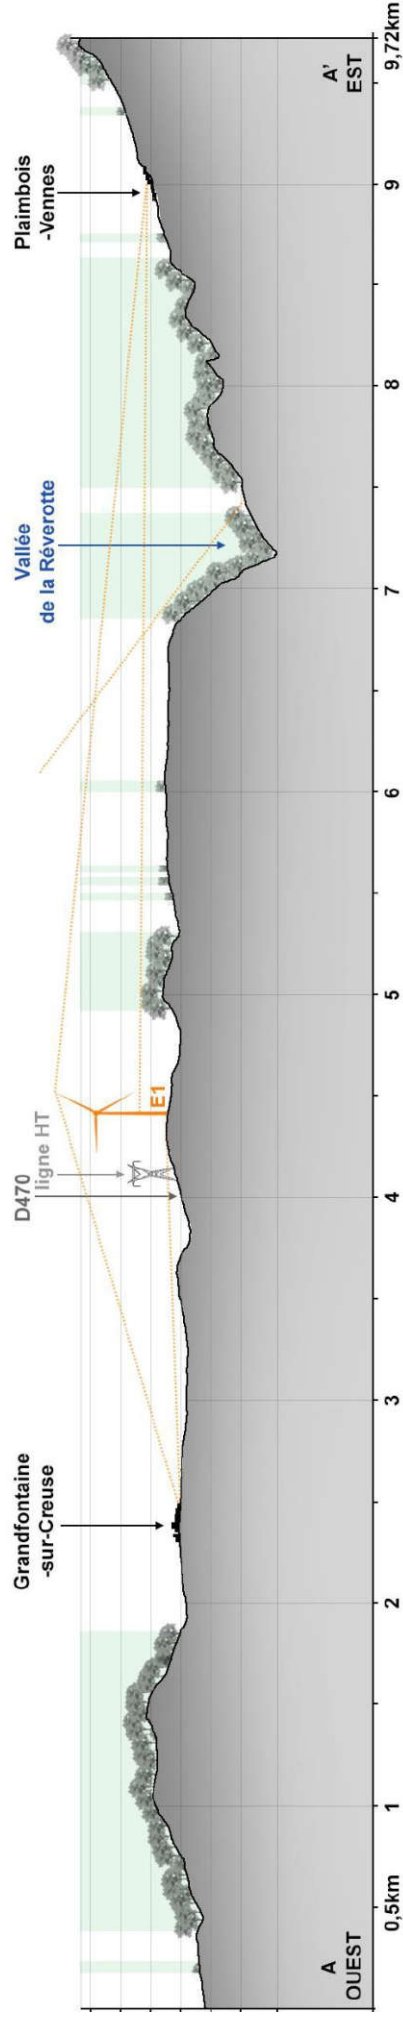 Grandfontaine
-sur-Creuse
D470
ligne HT
E1
Vallée
de la Réverotte
Plaimbois
-Vennes
A
OUEST
A'
EST
0,5km
1
2
3
4
5
6
7
8
9
9,72km